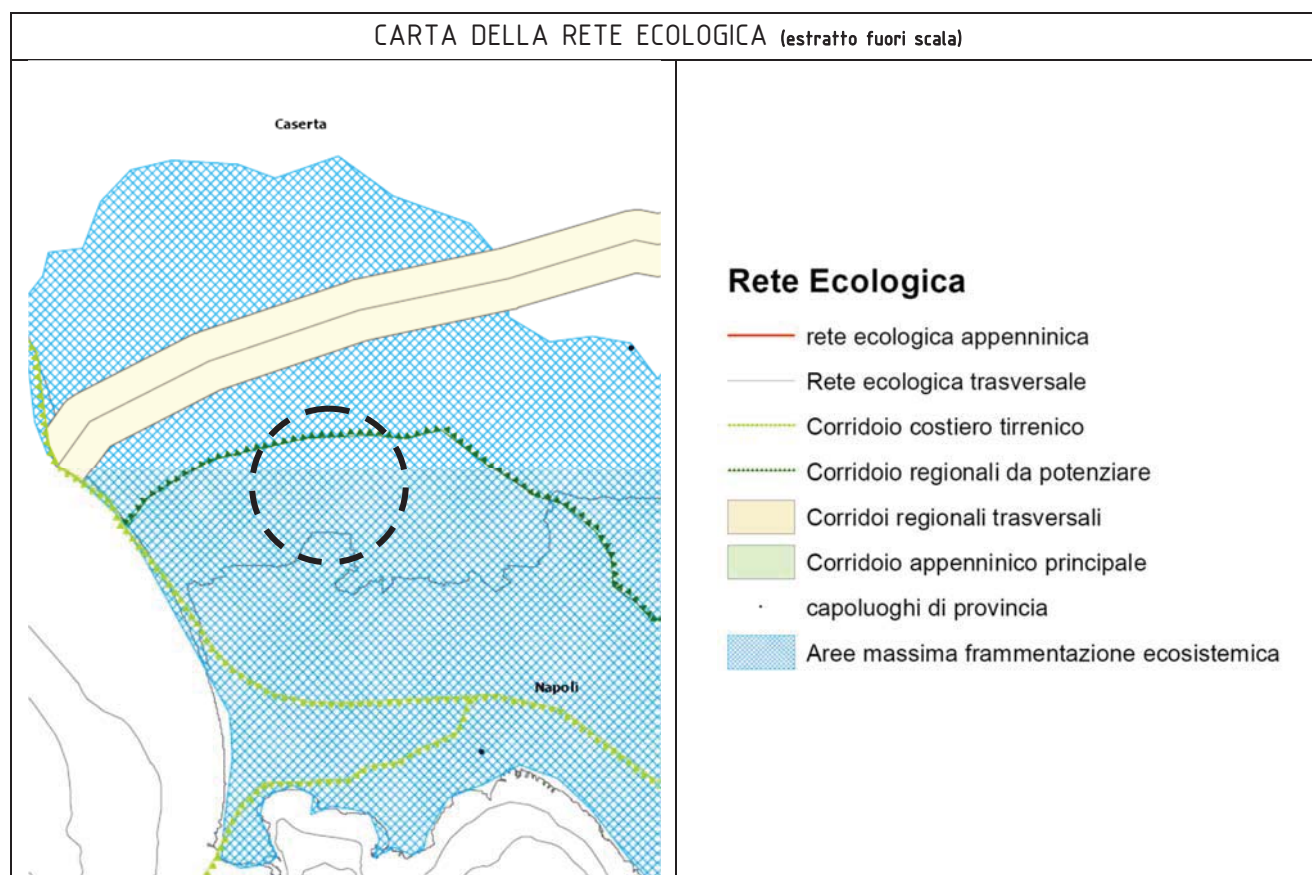 CARTA DELLA RETE ECOLOGICA (estratto fuori scala)
Caserta
Napoli
Rete Ecologica
rete ecologica appenninica
Rete ecologica trasversale
Corridoio costiero tirrenico
Corridoio regionali da potenziare
Corridoi regionali trasversali
Corridoio appenninico principale
capoluoghi di provincia
Aree massima frammentazione ecosistemica